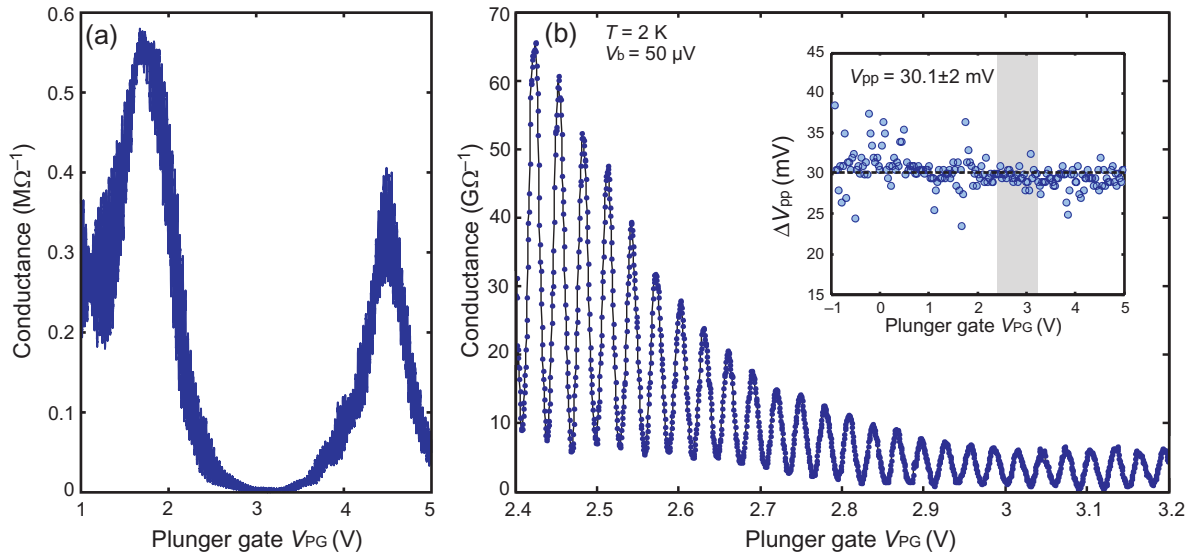 (a)
0.6
0.5
0.4
0.3
0.2
0.1
0
Conductance (MΩ⁻¹)
1 2 3 4 5
Plunger gate VPG (V)
(b)
T = 2 K
Vb = 50 µV
70
60
50
40
30
20
10
0
Conductance (GΩ⁻¹)
2.4 2.5 2.6 2.7 2.8 2.9 3.0 3.1 3.2
Plunger gate VPG (V)
Vpp = 30.1±2 mV
45
40
35
30
25
20
15
ΔVpp (mV)
−1 0 1 2 3 4 5
Plunger gate VPG (V)